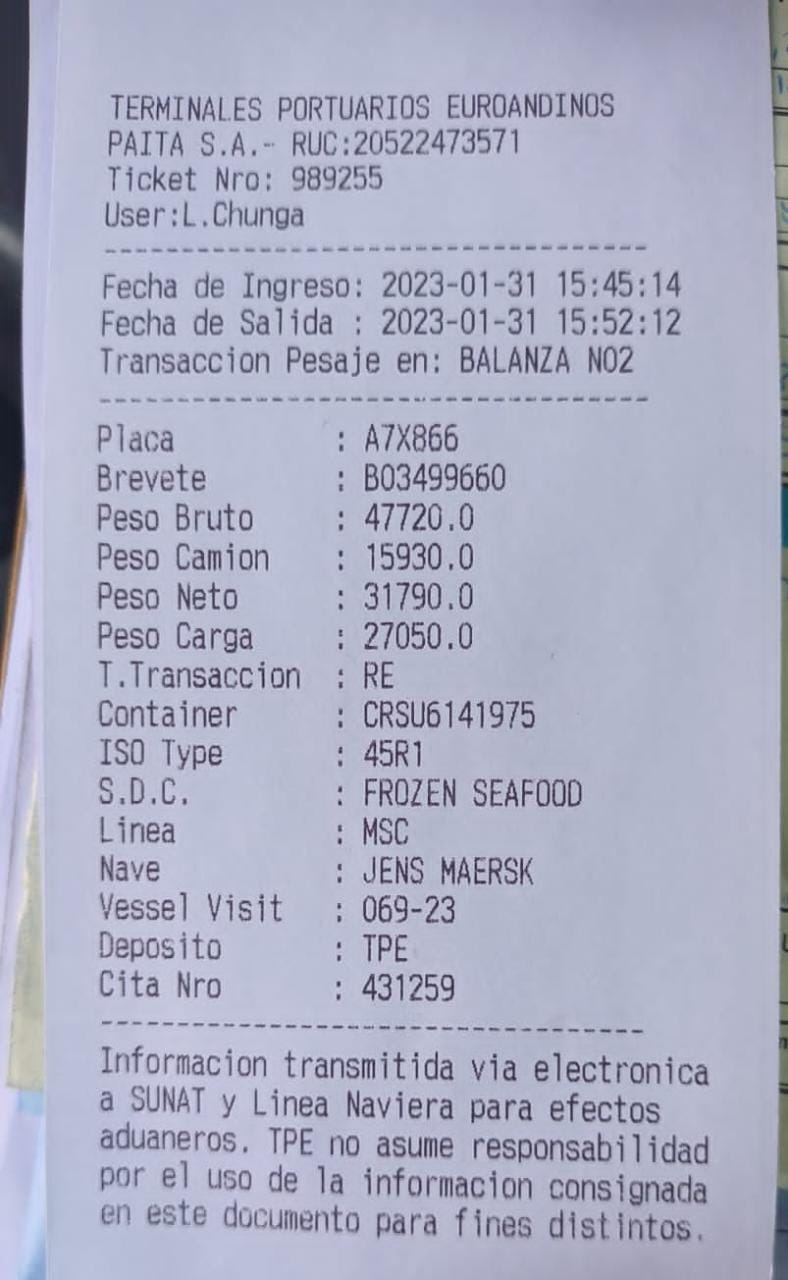 TERMINALES PORTUARIOS EUROANDINOS
PAITA S.A.- RUC:20522473571
Ticket Nro: 989255
User:L.Chunga
----------------------------------
Fecha de Ingreso: 2023-01-31 15:45:14
Fecha de Salida : 2023-01-31 15:52:12
Transaccion Pesaje en: BALANZA NO2
----------------------------------
Placa : A7X866
Brevete : B03499660
Peso Bruto : 47720.0
Peso Camion : 15930.0
Peso Neto : 31790.0
Peso Carga : 27050.0
T.Transaccion : RE
Container : CRSU6141975
ISO Type : 45R1
S.D.C. : FROZEN SEAFOOD
Linea : MSC
Nave : JENS MAERSK
Vessel Visit : 069-23
Deposito : TPE
Cita Nro : 431259
----------------------------------
Informacion transmitida via electronica
a SUNAT y Linea Naviera para efectos
aduaneros. TPE no asume responsabilidad
por el uso de la informacion consignada
en este documento para fines distintos.